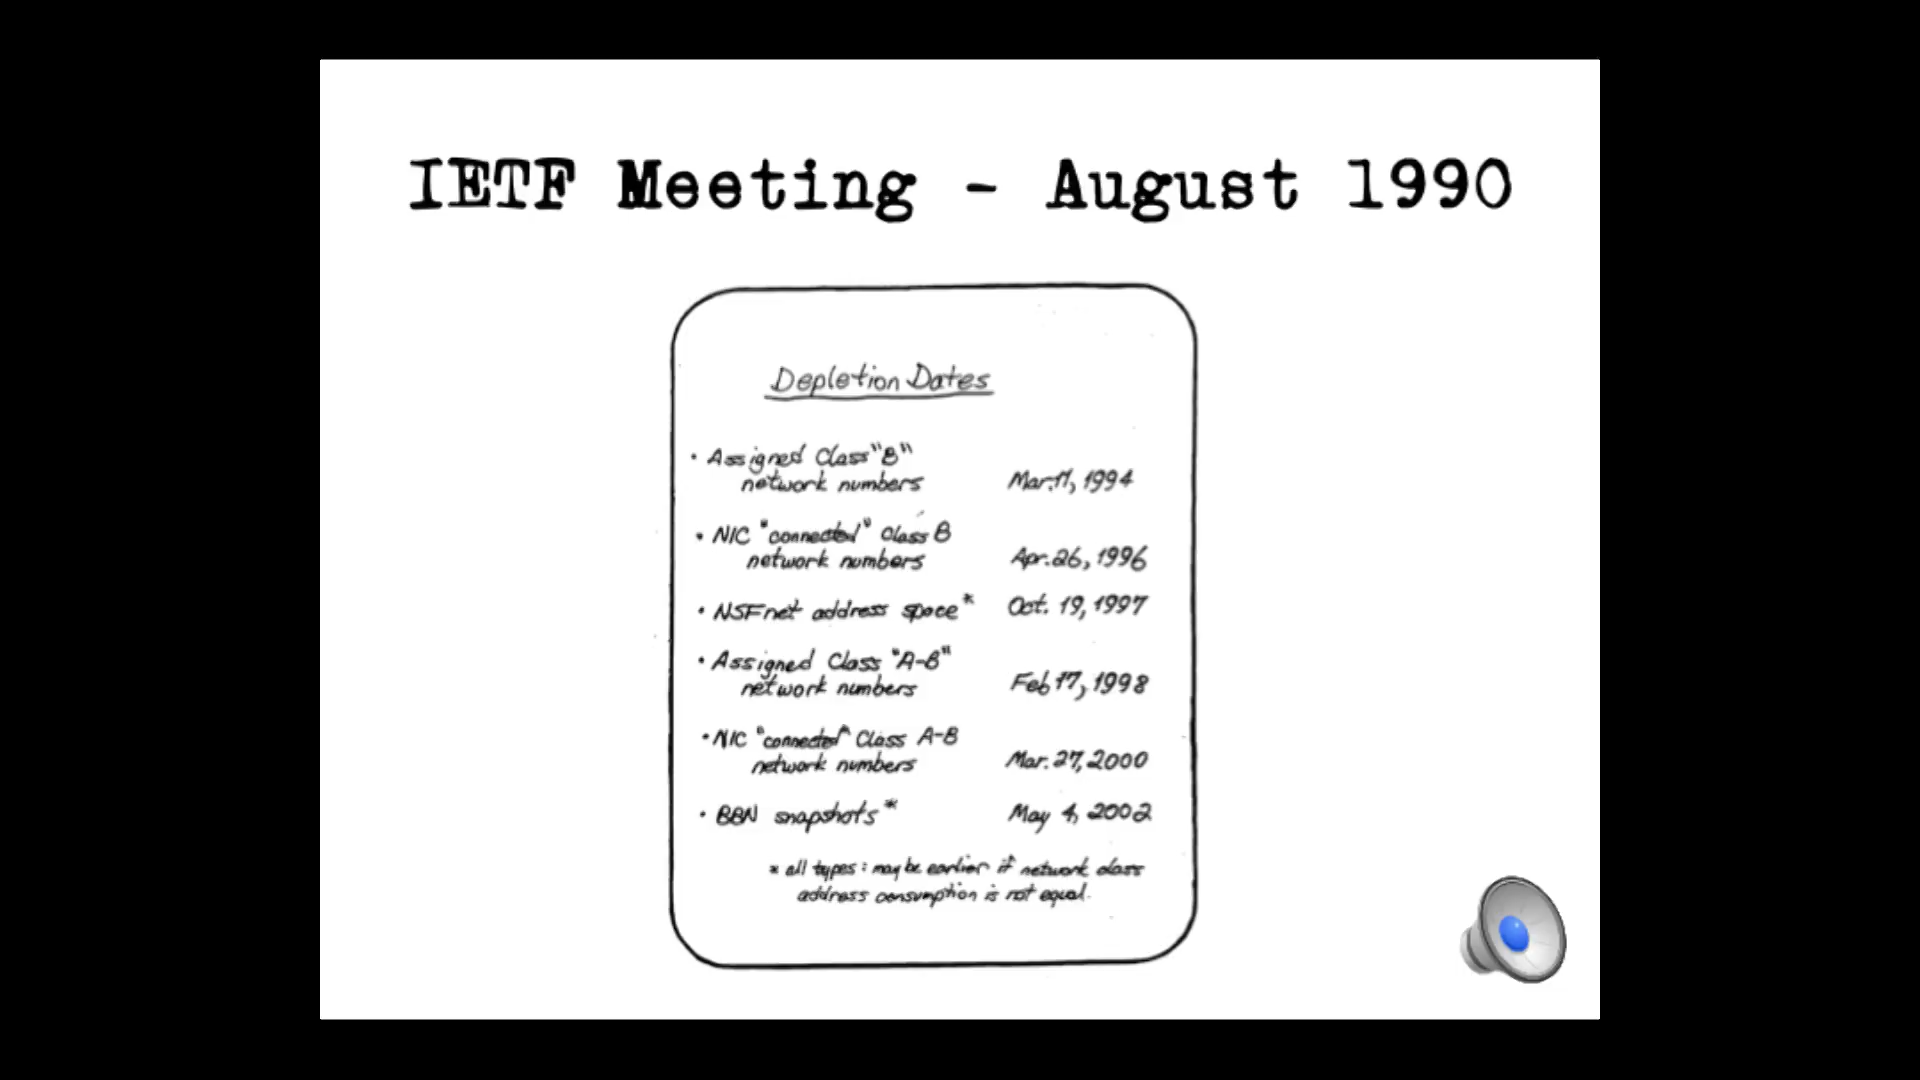 IETF Meeting - August 1990
Depletion Dates
• Assigned Class "B"
network numbers Mar. 11, 1994
• NIC "connected" Class B
network numbers Apr. 26, 1996
• NSFnet address space* Oct. 19, 1997
• Assigned Class "A-B"
network numbers Feb 17, 1998
• NIC "connected" Class A-B
network numbers Mar. 27, 2000
• BBN snapshots* May 4, 2002
* all types: may be earlier if network class
address consumption is not equal.